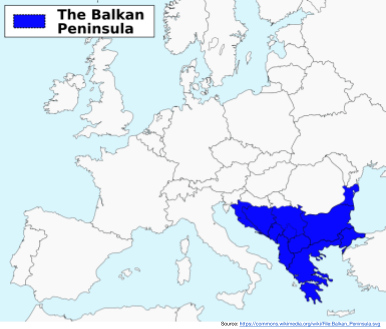 The Balkan
Peninsula
Source: https://commons.wikimedia.org/wiki/File:Balkan_Peninsula.svg